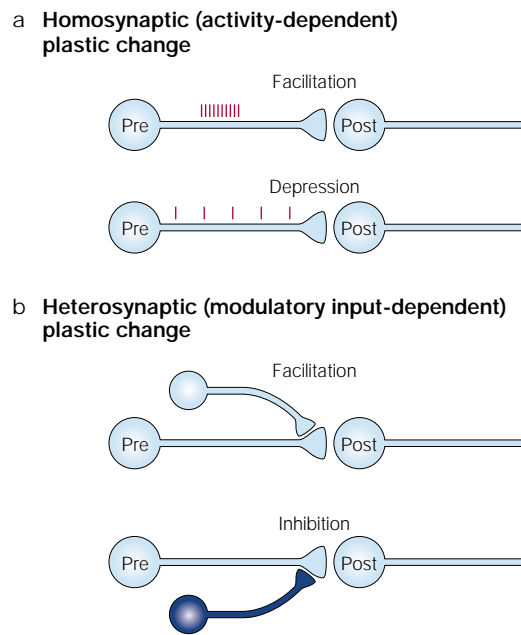 a Homosynaptic (activity-dependent)
plastic change
Facilitation
Pre Post
Depression
Pre Post
b Heterosynaptic (modulatory input-dependent)
plastic change
Facilitation
Pre Post
Inhibition
Pre Post